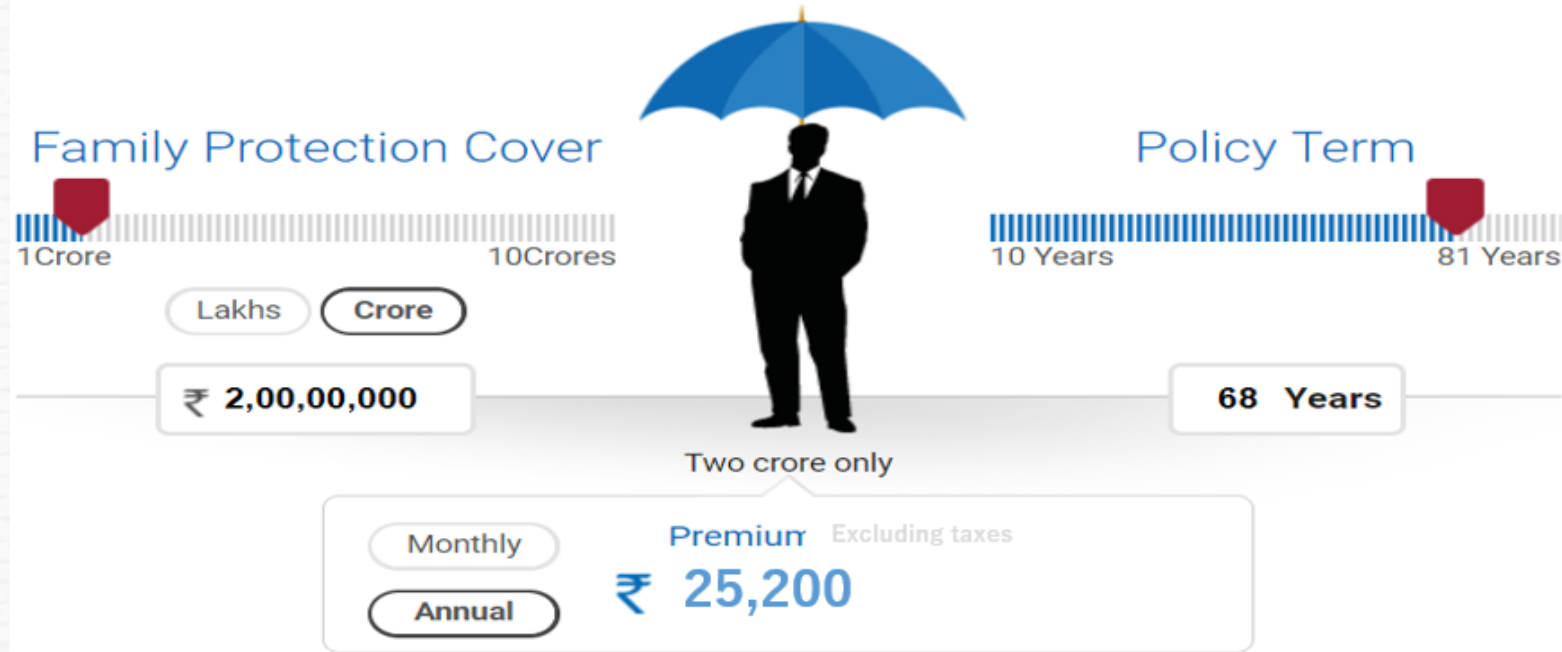 Family Protection Cover
1Crore 10Crores
Lakhs Crore
₹ 2,00,00,000
Policy Term
10 Years 81 Years
68 Years
Two crore only
Monthly
Annual
Premiun Excluding taxes
₹ 25,200